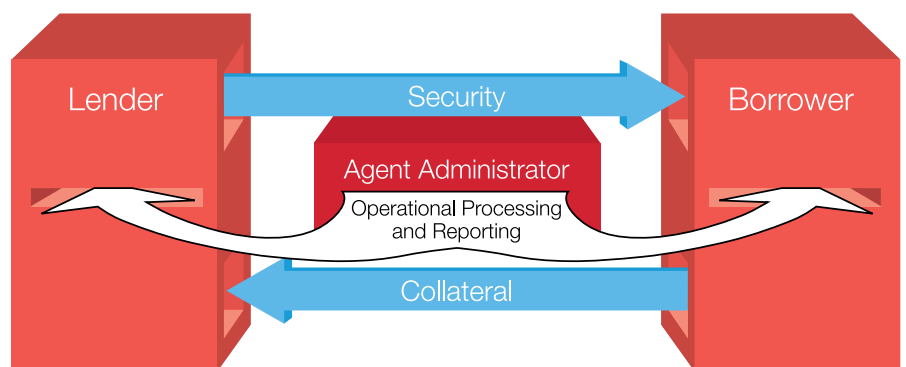 Lender
Security
Borrower
Agent Administrator
Operational Processing
and Reporting
Collateral